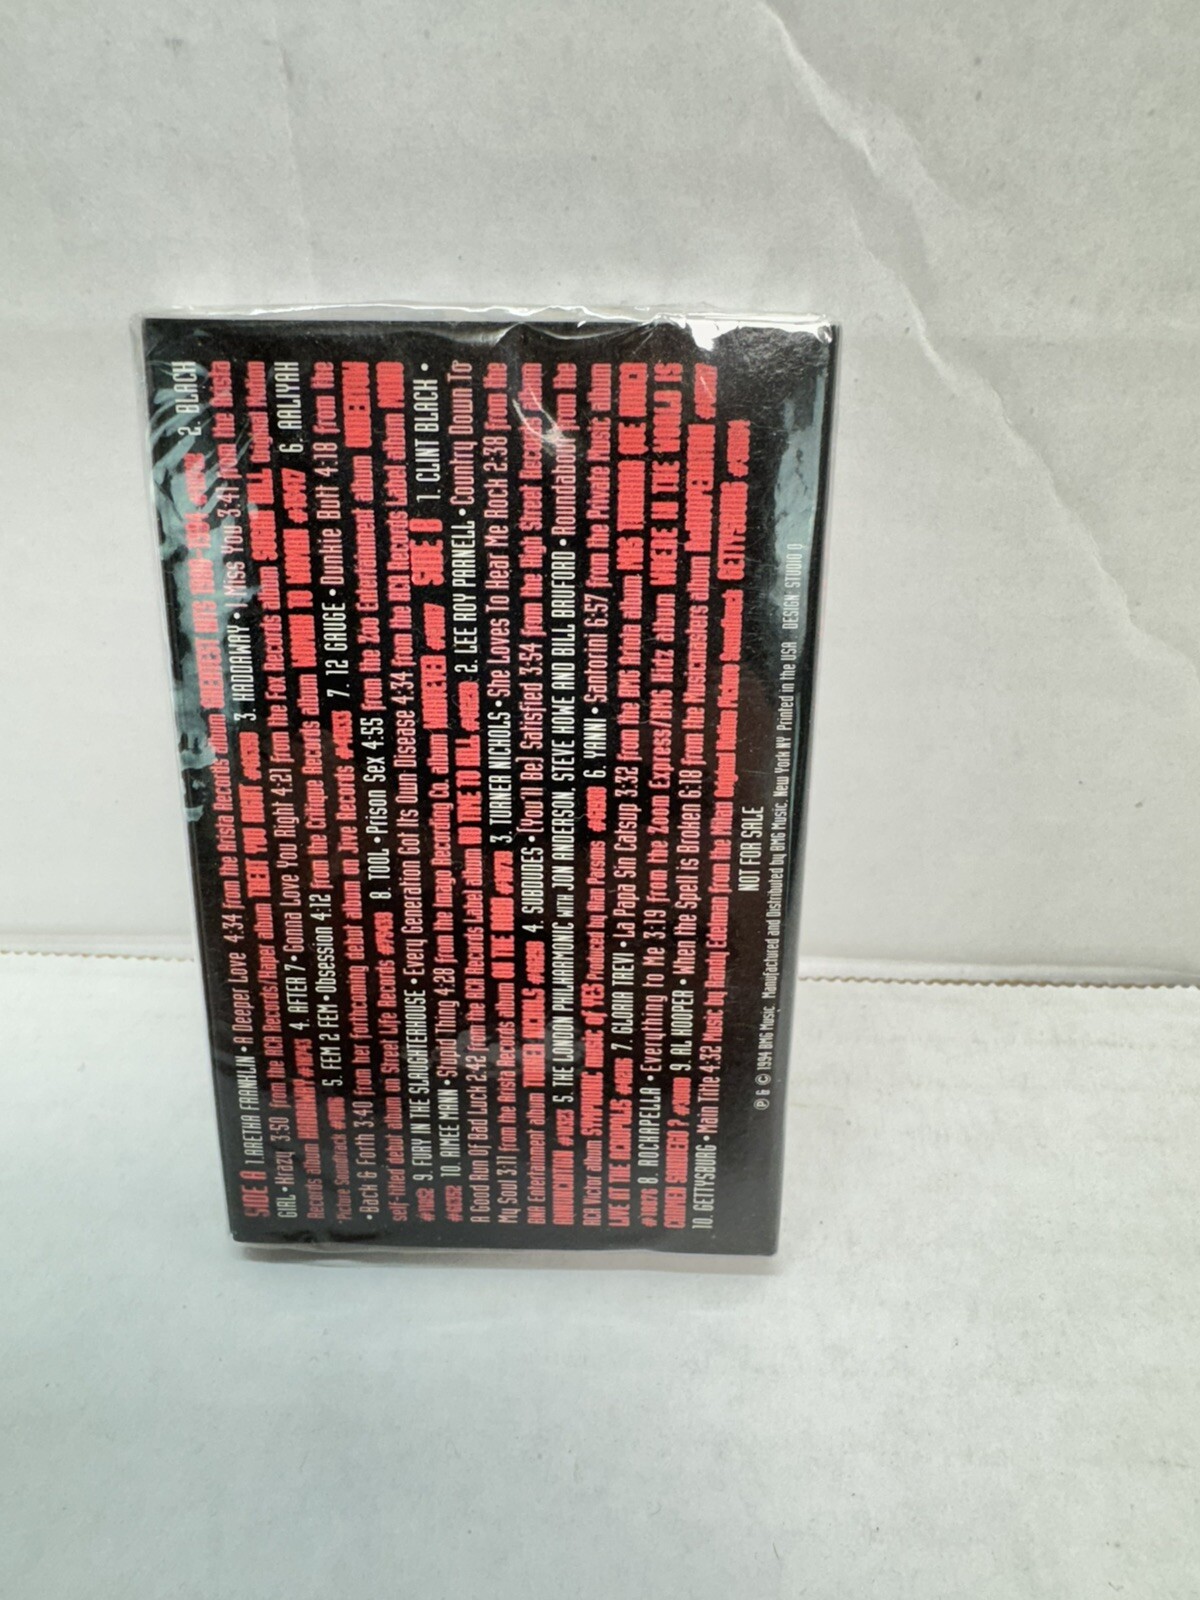 SIDE A 1. ARETHA FRANKLIN • A Deeper Love 4:34 from the Arista Records album GREATEST HITS 1980-1994 2. BLACK
GIRL • Krazy 3:50 from the RCA Records/Kaper album TREAT YOU RIGHT 3. HADDAWAY • I Miss You 3:41 from the Arista
Records album HADDAWAY 4. AFTER 7 • Gonna Love You Right 4:21 from the Fox Records album SUGAR HILL Original Motion
Picture Soundtrack 5. FEM 2 FEM • Obsession 4:12 from the Critique Records album WOMAN TO WOMAN 6. AALIYAH
• Back & Forth 3:48 from her forthcoming debut album on Jive Records 7. 12 GAUGE • Dunkie Butt 4:18 from the
self-titled debut album on Street Life Records 8. TOOL • Prison Sex 4:55 from the Zoo Entertainment album UNDERTOW
9. FURY IN THE SLAUGHTERHOUSE • Every Generation Got Its Own Disease 4:34 from the RCA Records Label album MONO
10. AIMEE MANN • Stupid Thing 4:28 from the Imago Recording Co. album WHATEVER SIDE B 1. CLINT BLACK •
A Good Run Of Bad Luck 2:42 from the RCA Records Label album NO TIME TO KILL 2. LEE ROY PARNELL • Country Down To
My Soul 3:11 from the Arista Records album ON THE ROAD 3. TURNER NICHOLS • She Loves To Hear Me Rock 2:38 from the
BNA Entertainment album TURNER NICHOLS 4. SUBDUDES • (You'll Be) Satisfied 3:54 from the High Street Records album
ANNUNCIATION 5. THE LONDON PHILHARMONIC WITH JON ANDERSON, STEVE HOWE AND BILL BRUFORD • Roundabout from the
RCA Victor album SYMPHONIC MUSIC of YES Produced by Alan Parsons 6. YANNI • Santorini 6:57 from the Private Music album
LIVE AT THE ACROPOLIS 7. GLORIA TREVI • La Papa Sin Catsup 3:32 from the BMG Ariola album MAS TURBADA QUE NUNCA
8. ROCKAPELLA • Everything to Me 3:19 from the Zoom Express/BMG Kidz album WHERE IN THE WORLD IS
CARMEN SANDIEGO? 9. AL HOOPER • When the Spell is Broken 6:18 from the Musicmasters album
10. GETTYSBURG • Main Title 4:32 Music by Randy Edelman from the Milan Original Motion Picture Soundtrack GETTYSBURG
NOT FOR SALE
℗ & © 1994 BMG Music. Manufactured and Distributed by BMG Music, New York NY Printed in the USA DESIGN: STUDIO Q